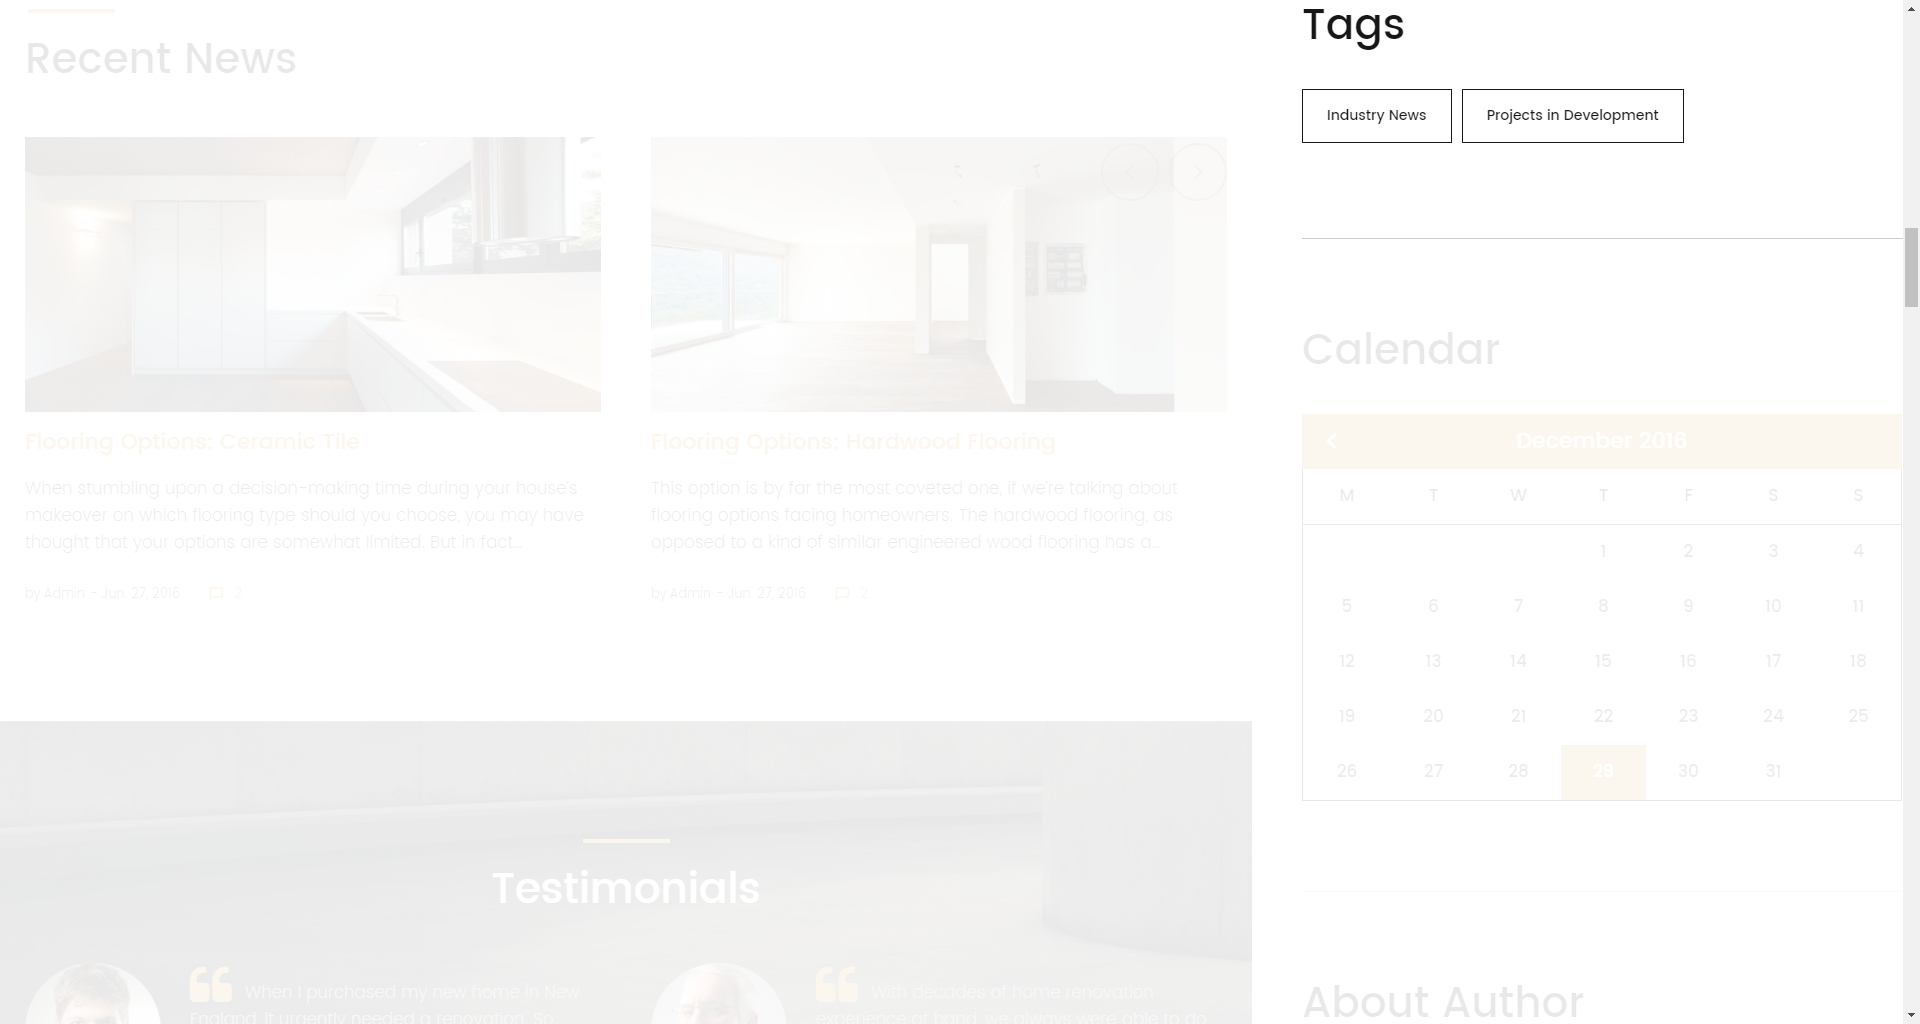 Recent News
Flooring Options: Ceramic Tile
When stumbling upon a decision-making time during your house's
makeover on which flooring type should you choose, you may have
thought that your options are somewhat limited. But in fact...
by Admin - Jun. 27, 2016 2
Flooring Options: Hardwood Flooring
This option is by far the most coveted one, if we're talking about
flooring options facing homeowners. The hardwood flooring, as
opposed to a kind of similar engineered wood flooring has a...
by Admin - Jun. 27, 2016 2
Testimonials
When I purchased my new home in New
England, it urgently needed a renovation. So
With decades of home renovation
experience at hand, we always were able to do
Tags
Industry News
Projects in Development
Calendar
December 2016
M T W T F S S
1 2 3 4
5 6 7 8 9 10 11
12 13 14 15 16 17 18
19 20 21 22 23 24 25
26 27 28 29 30 31
About Author